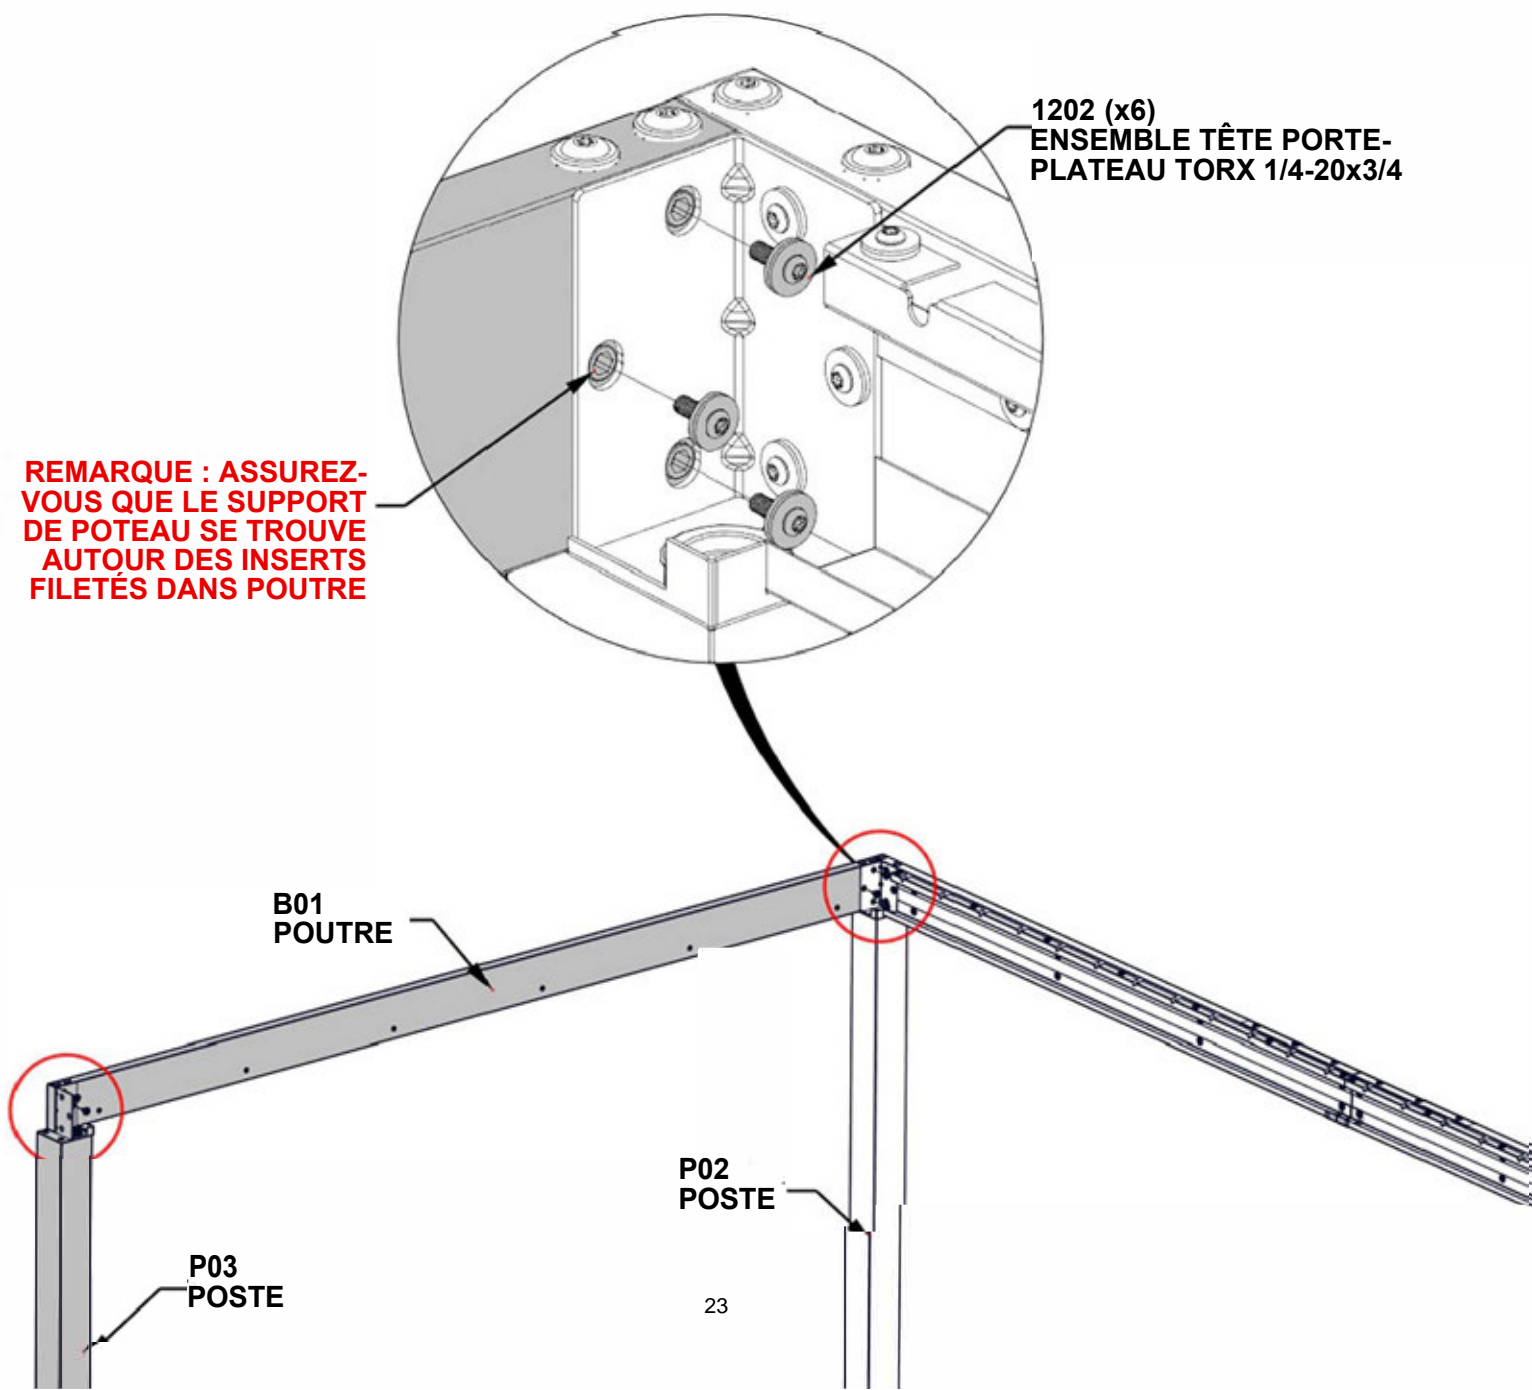 1202 (x6)
ENSEMBLE TÊTE PORTE-
PLATEAU TORX 1/4-20x3/4
REMARQUE : ASSUREZ-
VOUS QUE LE SUPPORT
DE POTEAU SE TROUVE
AUTOUR DES INSERTS
FILETÉS DANS POUTRE
B01
POUTRE
P02
POSTE
P03
POSTE
23